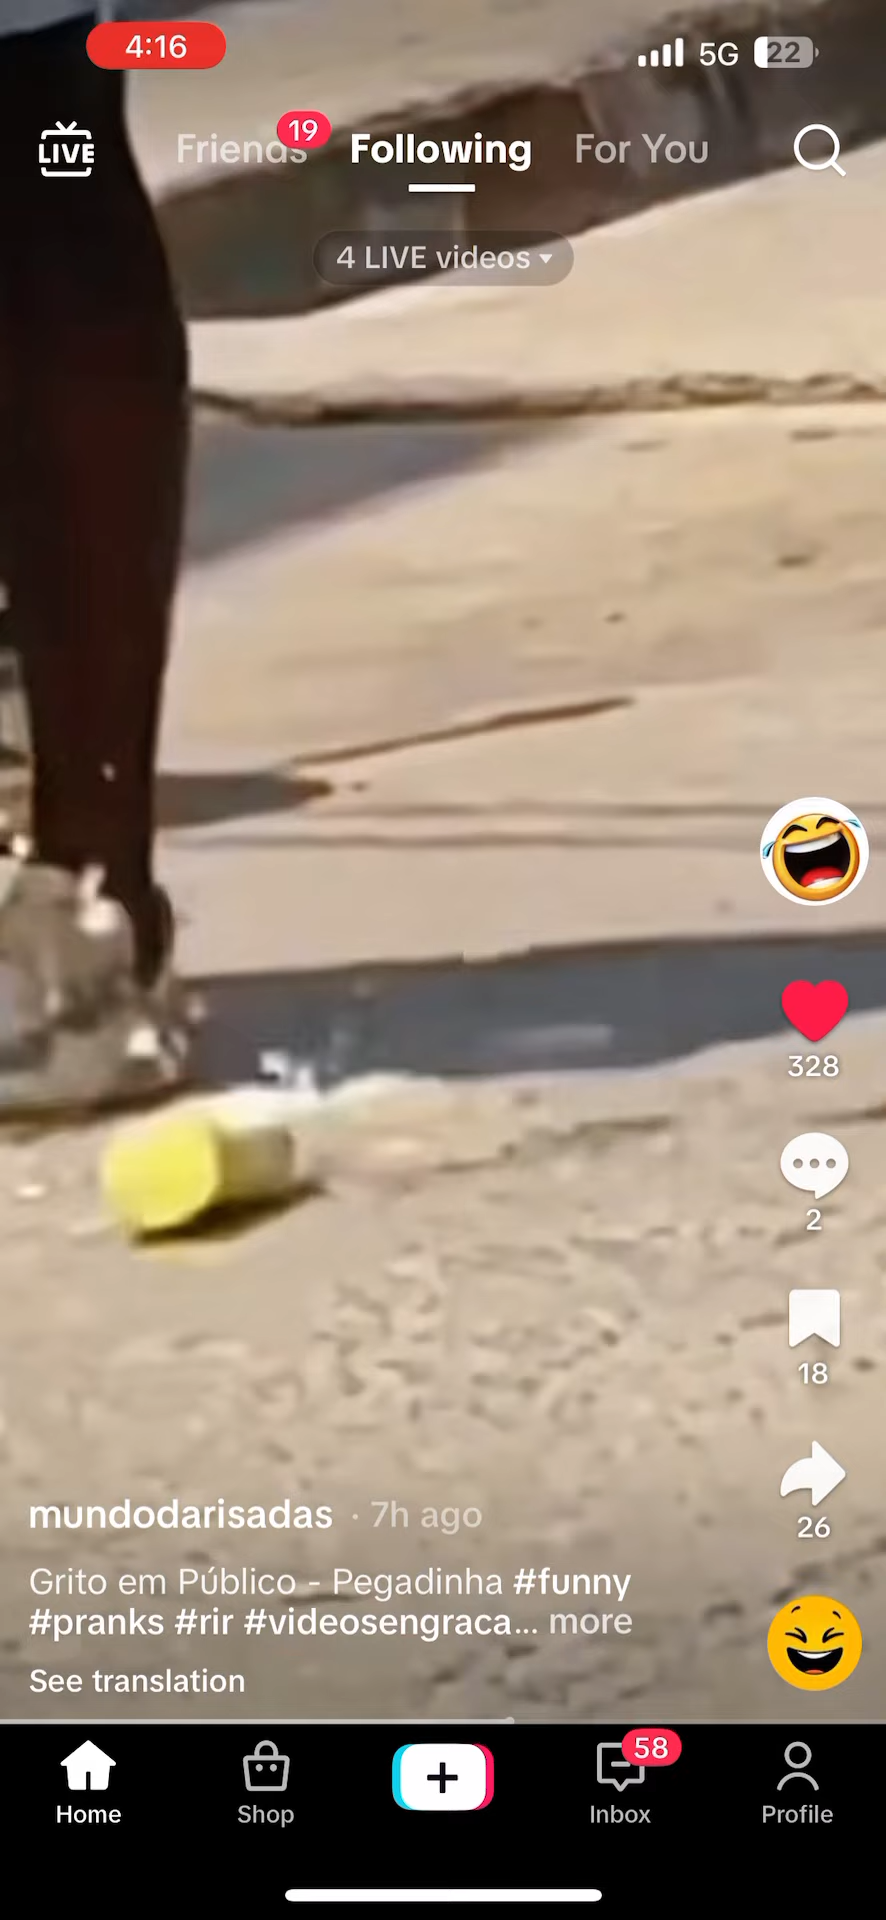 4:16
5G
22
LIVE
Friends
19
Following
For You
4 LIVE videos
328
2
18
26
mundodarisadas · 7h ago
Grito em Público - Pegadinha #funny
#pranks #rir #videosengraca... more
See translation
Home
Shop
58
Inbox
Profile